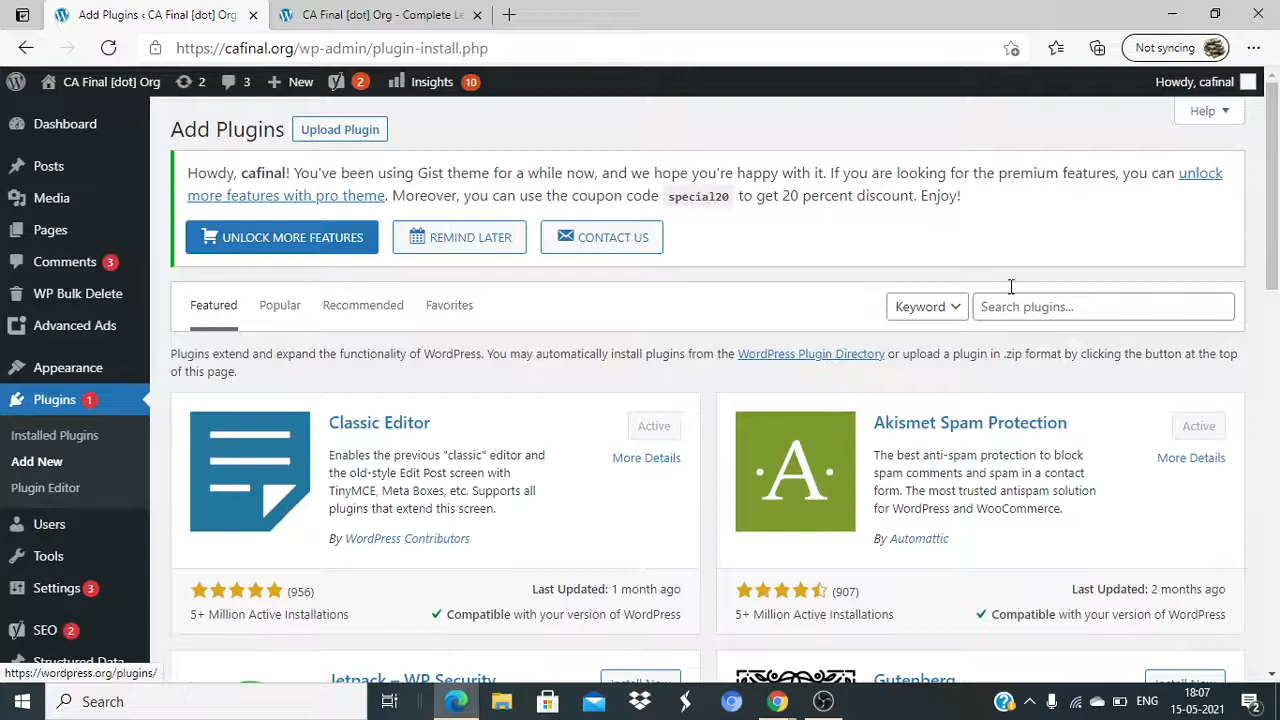 Add Plugins ‹ CA Final [dot] Org
CA Final [dot] Org - Complete Le
https://cafinal.org/wp-admin/plugin-install.php
Not syncing
CA Final [dot] Org
2
3
New
2
Insights
10
Howdy, cafinal
Dashboard
Posts
Media
Pages
Comments 3
WP Bulk Delete
Advanced Ads
Appearance
Plugins 1
Installed Plugins
Add New
Plugin Editor
Users
Tools
Settings 3
SEO 2
Structured Data
Help
Add Plugins
Upload Plugin
Howdy, cafinal! You've been using Gist theme for a while now, and we hope you're happy with it. If you are looking for the premium features, you can unlock
more features with pro theme. Moreover, you can use the coupon code special20 to get 20 percent discount. Enjoy!
UNLOCK MORE FEATURES
REMIND LATER
CONTACT US
Featured
Popular
Recommended
Favorites
Keyword
Search plugins...
Plugins extend and expand the functionality of WordPress. You may automatically install plugins from the WordPress Plugin Directory or upload a plugin in .zip format by clicking the button at the top
of this page.
Classic Editor
Active
More Details
Enables the previous "classic" editor and
the old-style Edit Post screen with
TinyMCE, Meta Boxes, etc. Supports all
plugins that extend this screen.
By WordPress Contributors
(956)
Last Updated: 1 month ago
5+ Million Active Installations
Compatible with your version of WordPress
Akismet Spam Protection
Active
More Details
The best anti-spam protection to block
spam comments and spam in a contact
form. The most trusted antispam solution
for WordPress and WooCommerce.
By Automattic
(907)
Last Updated: 2 months ago
5+ Million Active Installations
Compatible with your version of WordPress
Jetpack – WP Security
Install Now
Gutenberg
Install Now
https://wordpress.org/plugins/
Search
ENG
18:07
15-05-2021
2